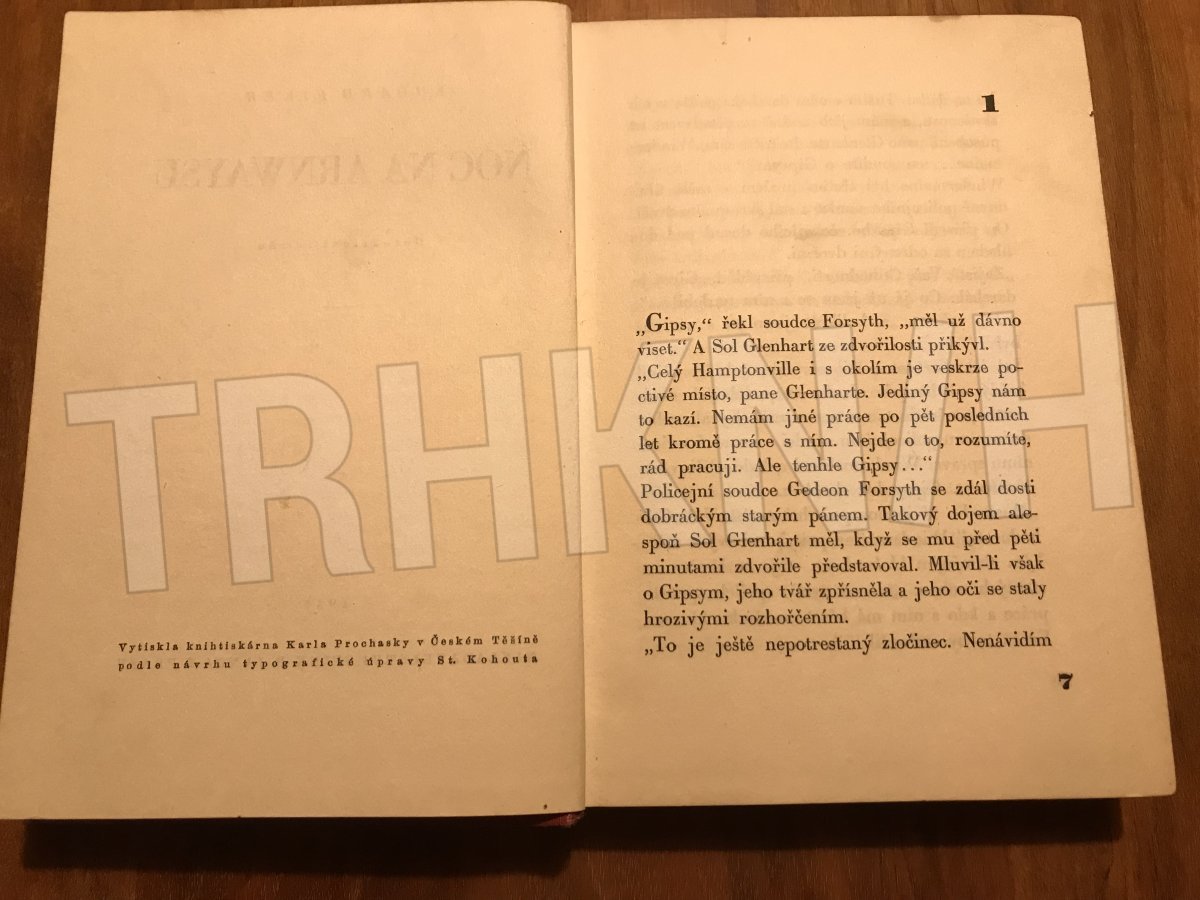 Vytiskla knihtiskárna Karla Prochasky v Českém Těšíně
podle návrhu typografické úpravy St. Kohouta
1
„Gipsy,“ řekl soudce Forsyth, „měl už dávno
viset.“ A Sol Glenhart ze zdvořilosti přikývl.
„Celý Hamptonville i s okolím je veskrze po-
ctivé místo, pane Glenharte. Jediný Gipsy nám
to kazí. Nemám jiné práce po pět posledních
let kromě práce s ním. Nejde o to, rozumíte,
rád pracuji. Ale tenhle Gipsy...“
Policejní soudce Gedeon Forsyth se zdál dosti
dobráckým starým pánem. Takový dojem ale-
spoň Sol Glenhart měl, když se mu před pěti
minutami zdvořile představoval. Mluvil-li však
o Gipsym, jeho tvář zpřísněla a jeho oči se staly
hrozivými rozhořčením.
„To je ještě nepotrestaný zločinec. Nenávidím
7
TRHKNIH